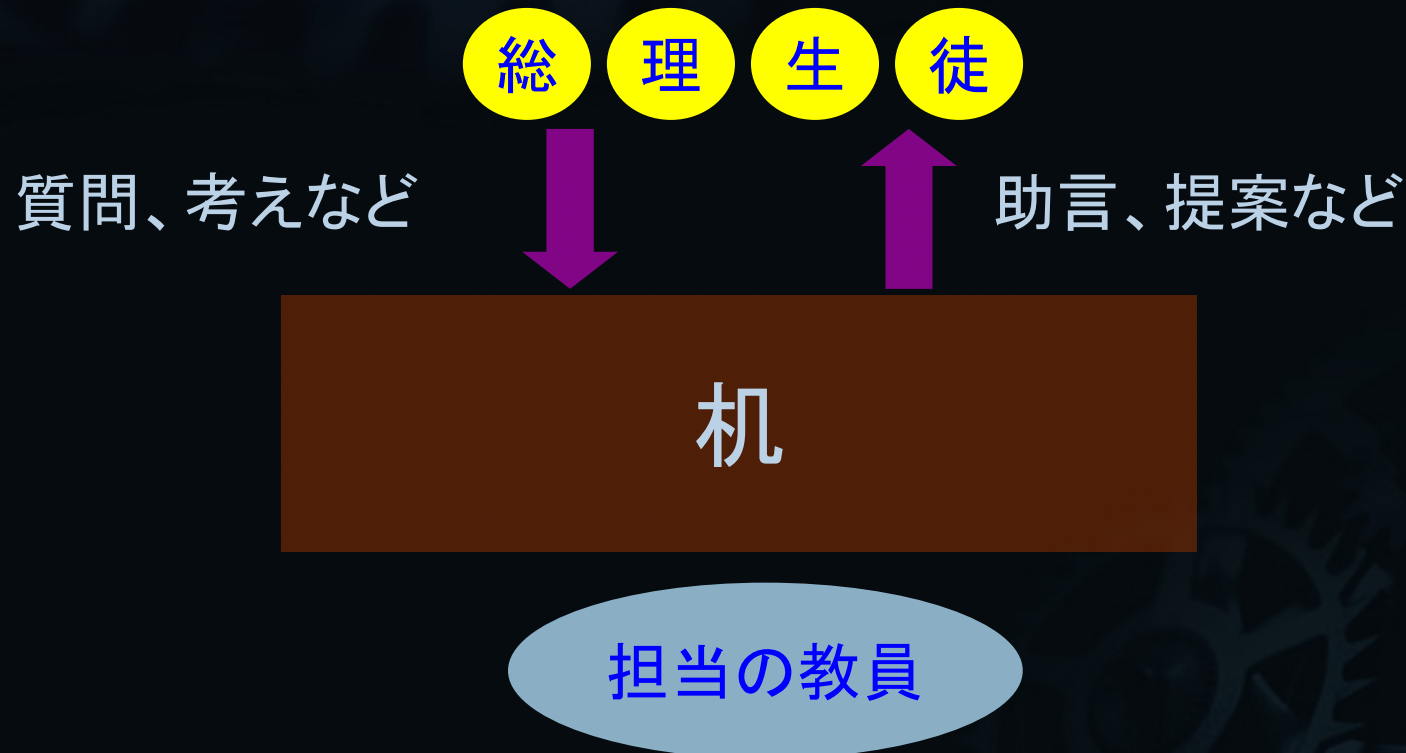 総理生徒
質問、考えなど
助言、提案など
机
担当の教員